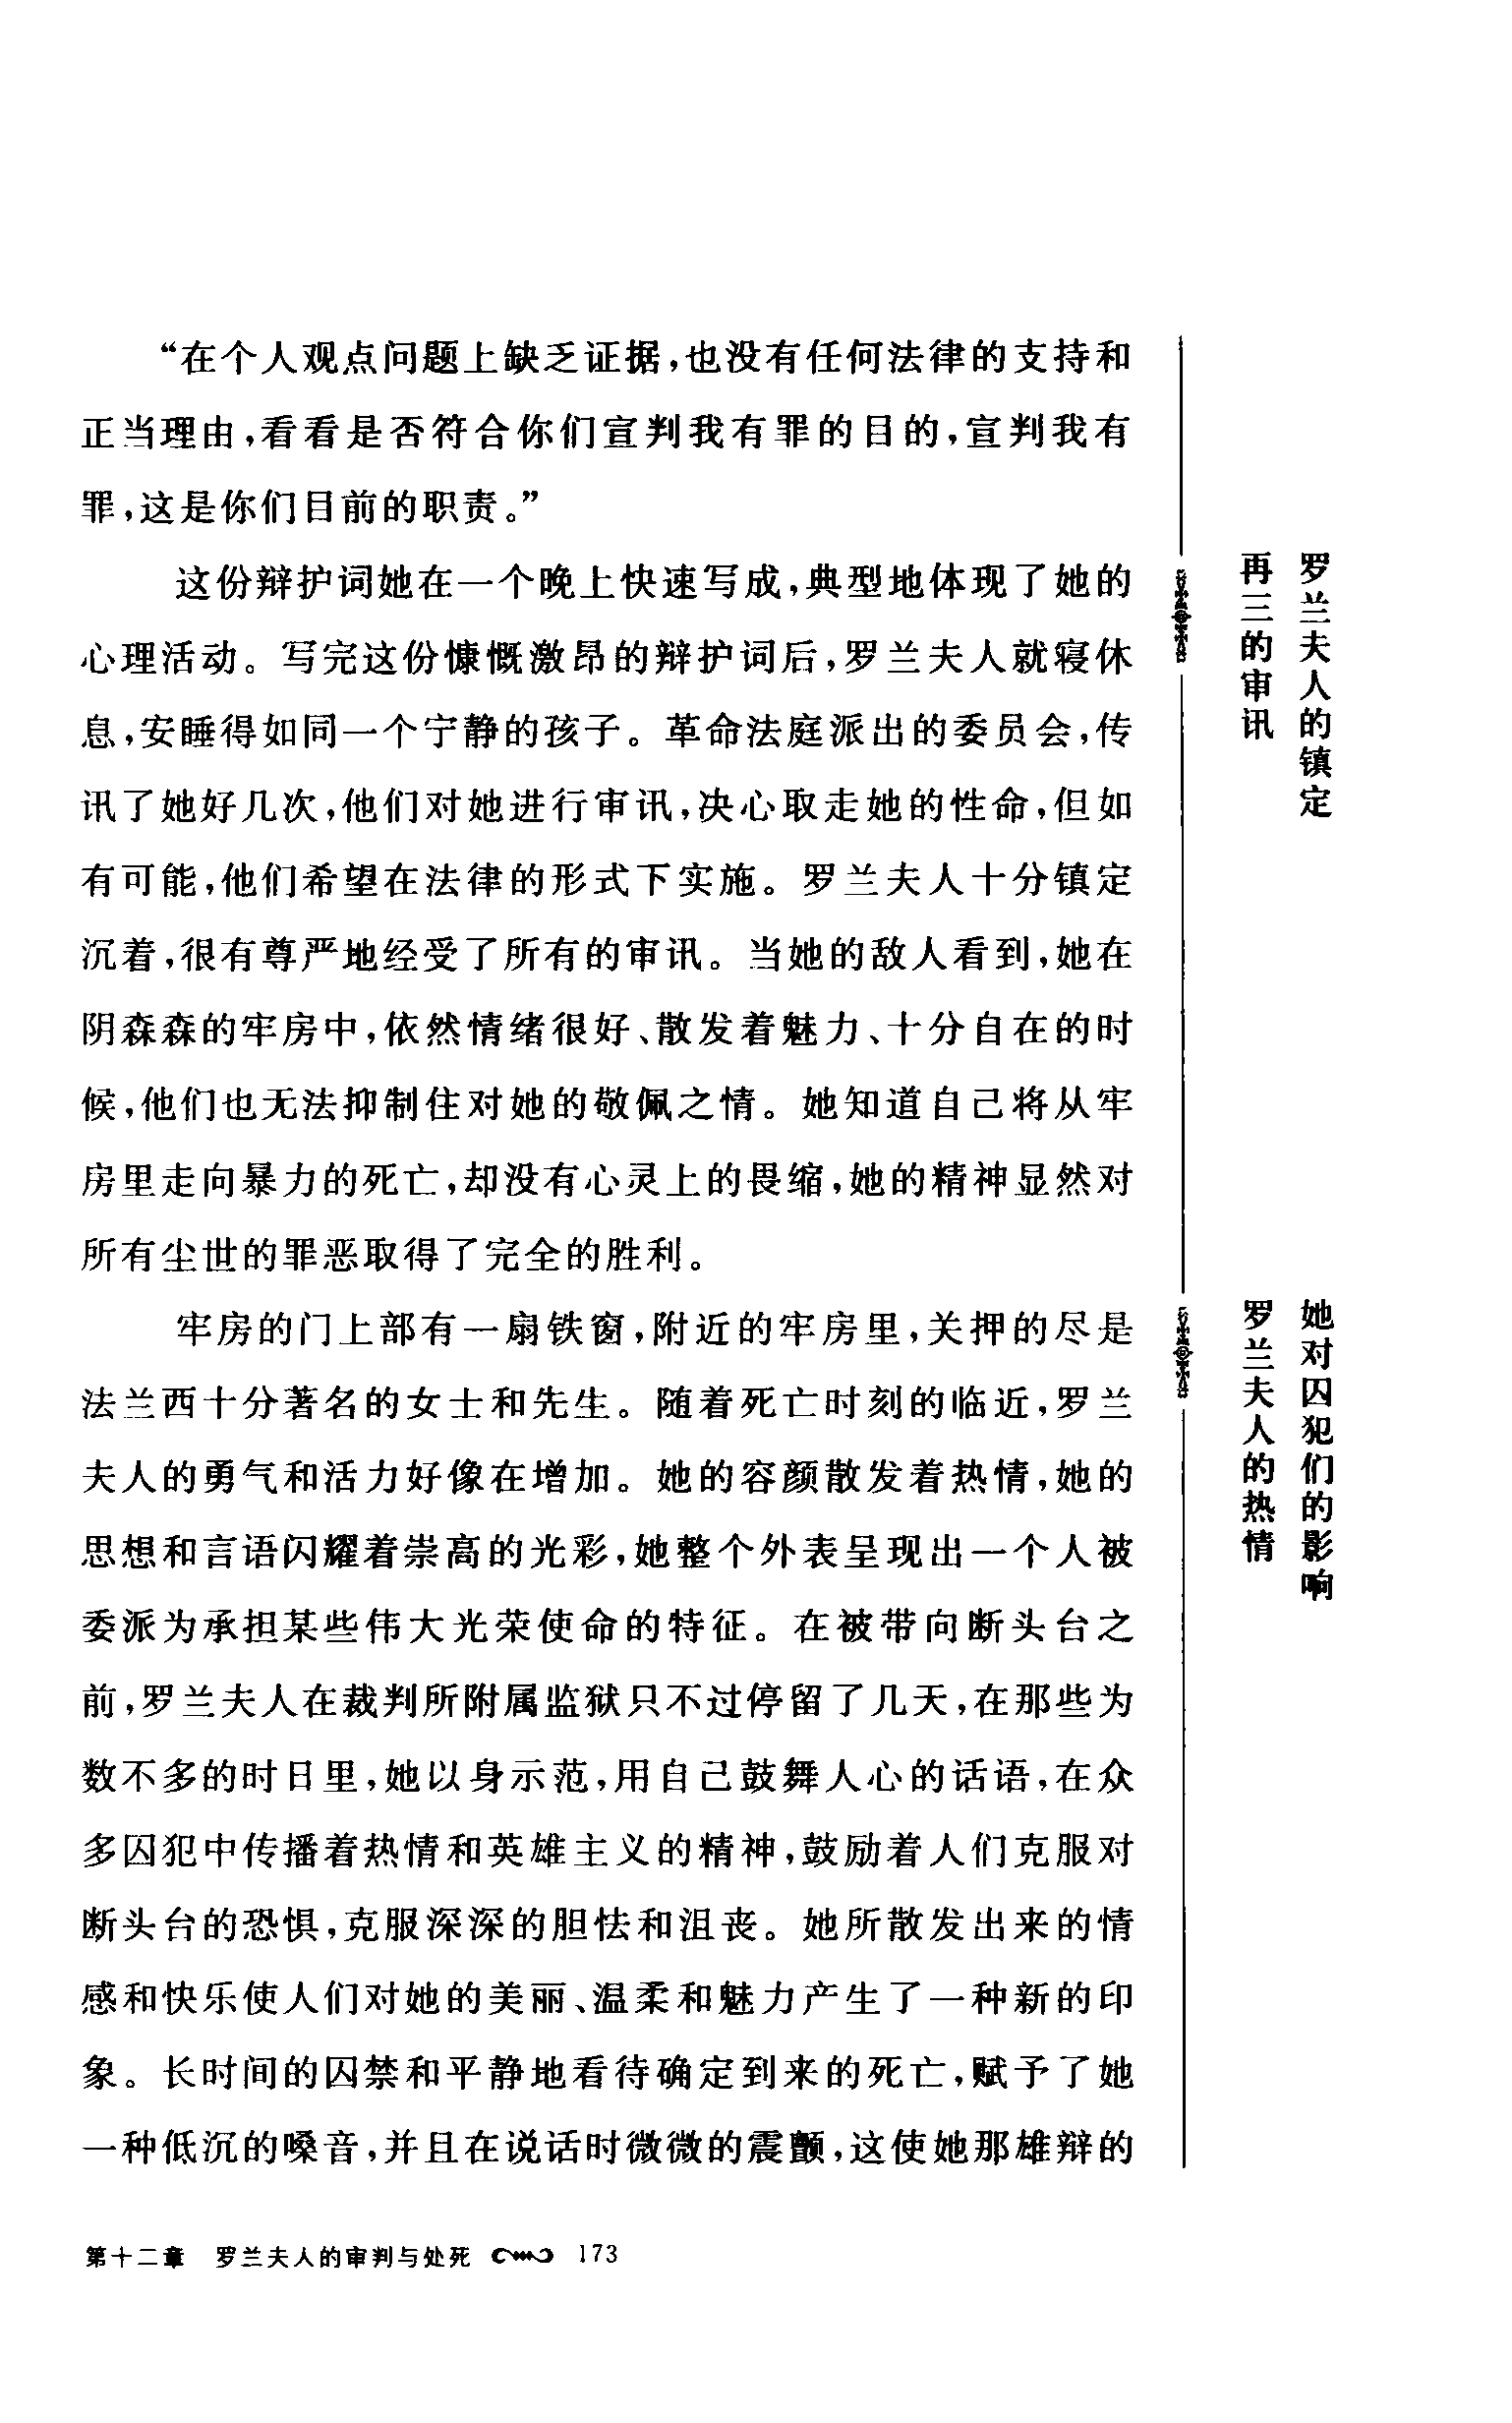 “在个人观点问题上缺乏证据,也没有任何法律的支持和
正当理由,看看是否符合你们宣判我有罪的目的,宣判我有
罪,这是你们目前的职责。”
这份辩护词她在一个晚上快速写成,典型地体现了她的
心理活动。写完这份慷慨激昂的辩护词后,罗兰夫人就寝休
息,安睡得如同一个宁静的孩子。革命法庭派出的委员会,传
讯了她好几次,他们对她进行审讯,决心取走她的性命,但如
有可能,他们希望在法律的形式下实施。罗兰夫人十分镇定
沉着,很有尊严地经受了所有的审讯。当她的敌人看到,她在
阴森森的牢房中,依然情绪很好、散发着魅力、十分自在的时
候,他们也无法抑制住对她的敬佩之情。她知道自己将从牢
房里走向暴力的死亡,却没有心灵上的畏缩,她的精神显然对
所有尘世的罪恶取得了完全的胜利。
牢房的门上部有一扇铁窗,附近的牢房里,关押的尽是
法兰西十分著名的女士和先生。随着死亡时刻的临近,罗兰
夫人的勇气和活力好像在增加。她的容颜散发着热情,她的
思想和言语闪耀着崇高的光彩,她整个外表呈现出一个人被
委派为承担某些伟大光荣使命的特征。在被带向断头台之
前,罗兰夫人在裁判所附属监狱只不过停留了几天,在那些为
数不多的时日里,她以身示范,用自己鼓舞人心的话语,在众
多囚犯中传播着热情和英雄主义的精神,鼓励着人们克服对
断头台的恐惧,克服深深的胆怯和沮丧。她所散发出来的情
感和快乐使人们对她的美丽、温柔和魅力产生了一种新的印
象。长时间的囚禁和平静地看待确定到来的死亡,赋予了她
一种低沉的嗓音,并且在说话时微微的震颤,这使她那雄辩的
罗兰夫人的镇定
再三的审讯
她对囚犯们的影响
罗兰夫人的热情
第十二章 罗兰夫人的审判与处死 173